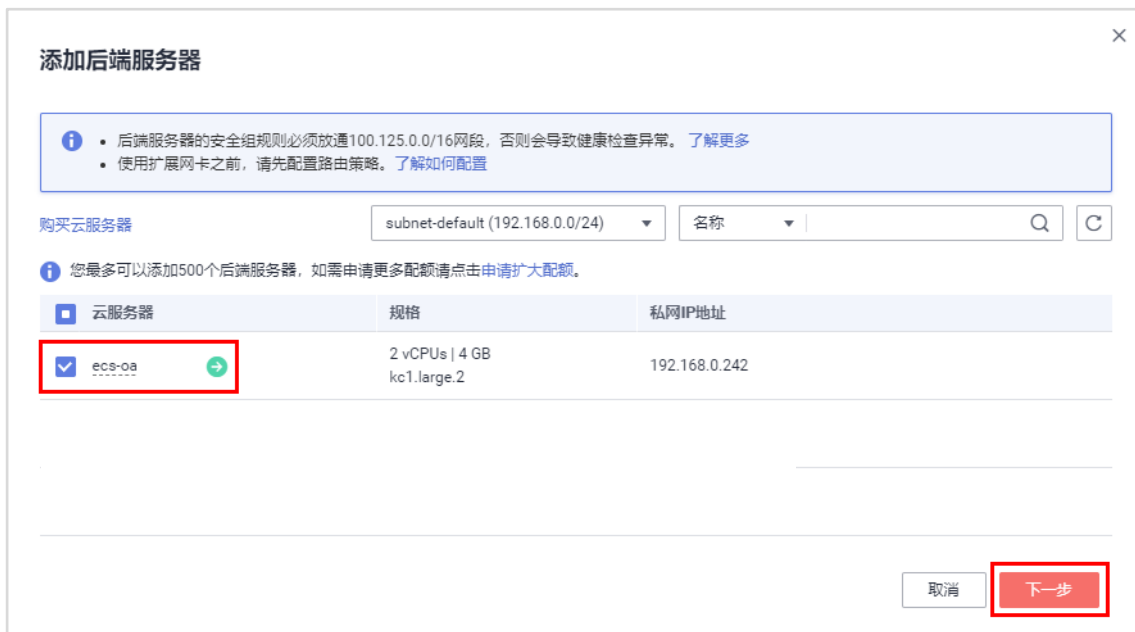 添加后端服务器
• 后端服务器的安全组规则必须放通100.125.0.0/16网段，否则会导致健康检查异常。 了解更多
• 使用扩展网卡之前，请先配置路由策略。了解如何配置
购买云服务器 subnet-default (192.168.0.0/24) 名称
您最多可以添加500个后端服务器，如需申请更多配额请点击申请扩大配额。
云服务器 规格 私网IP地址
ecs-oa 2 vCPUs | 4 GB 192.168.0.242
kc1.large.2
取消 下一步